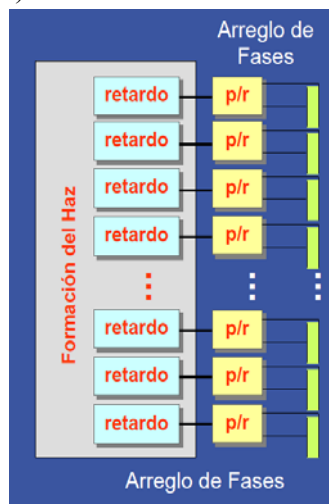 )
Arreglo de
Fases
Formación del Haz
retardo p/r
retardo p/r
retardo p/r
retardo p/r
... ... ...
retardo p/r
retardo p/r
retardo p/r
Arreglo de Fases